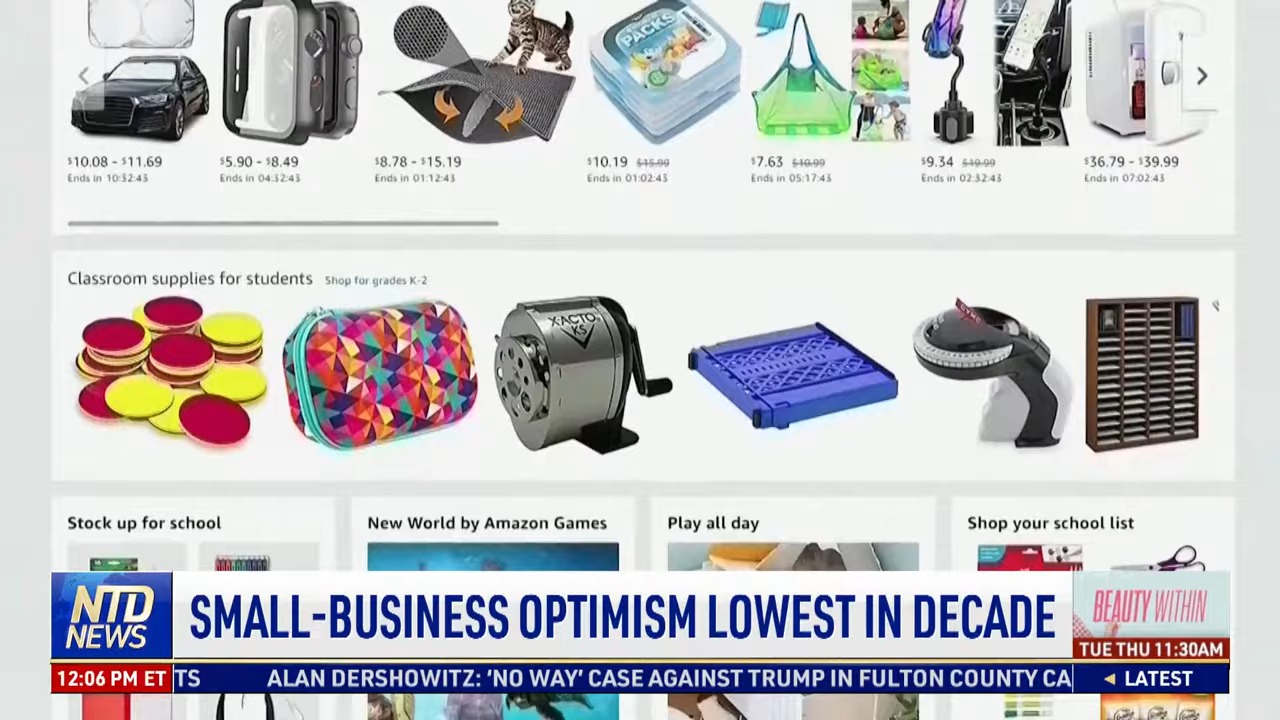 PACKS
$10.08 - $11.69
$5.90 - $8.49
$8.78 - $15.19
$10.19 $15.99
$7.63 $10.99
$9.34 $19.99
$36.79 - $39.99
Ends in 10:32:43
Ends in 04:32:43
Ends in 01:12:43
Ends in 01:02:43
Ends in 05:17:43
Ends in 02:32:43
Ends in 07:02:43
Classroom supplies for students Shop for grades K-2
X-ACTO
KS
Stock up for school
New World by Amazon Games
Play all day
Shop your school list
NTD
NEWS
SMALL-BUSINESS OPTIMISM LOWEST IN DECADE
BEAUTY WITHIN
TUE THU 11:30AM
12:06 PM ET
TS ALAN DERSHOWITZ: ‘NO WAY’ CASE AGAINST TRUMP IN FULTON COUNTY CA
LATEST